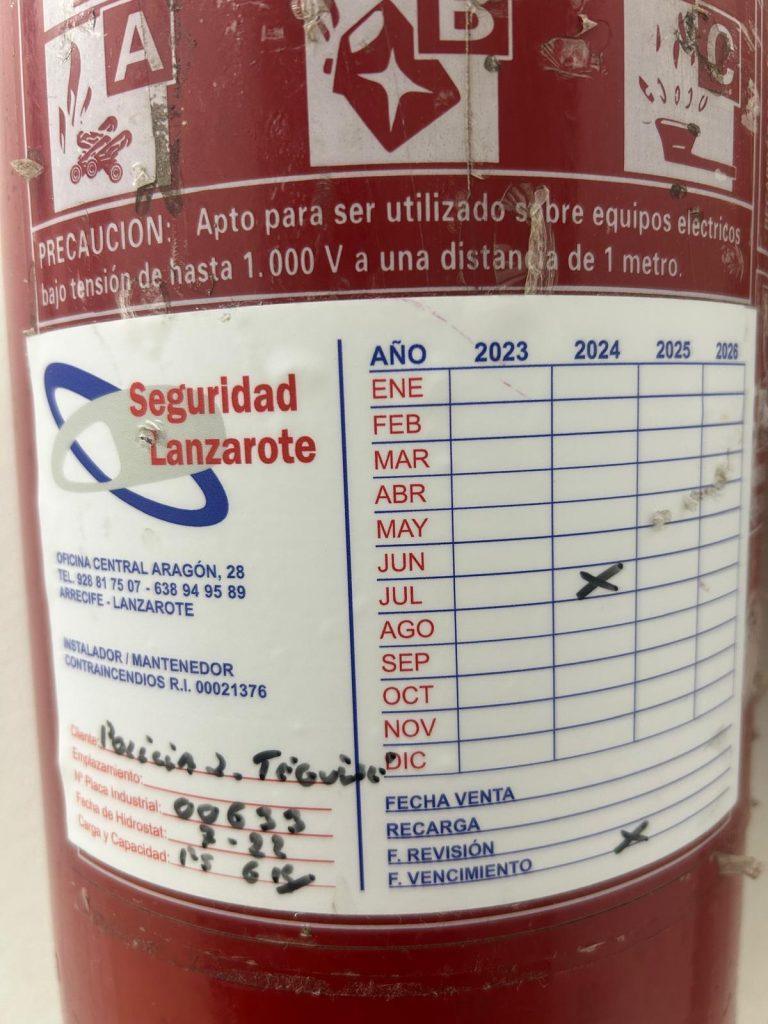 A
B
C
PRECAUCION: Apto para ser utilizado sobre equipos eléctricos
bajo tensión de hasta 1.000 V a una distancia de 1 metro.
Seguridad
Lanzarote
OFICINA CENTRAL ARAGÓN, 28
TEL. 928 81 75 07 - 638 94 95 89
ARRECIFE - LANZAROTE
INSTALADOR / MANTENEDOR
CONTRAINCENDIOS R.I. 00021376
Cliente:
Emplazamiento:
Nº Placa Industrial: 00633
Fecha de Hidrostat: 7-22
Carga y Capacidad:
AÑO 2023 2024 2025 2026
ENE
FEB
MAR
ABR
MAY
JUN
JUL X
AGO
SEP
OCT
NOV
DIC
FECHA VENTA
RECARGA
F. REVISIÓN X
F. VENCIMIENTO